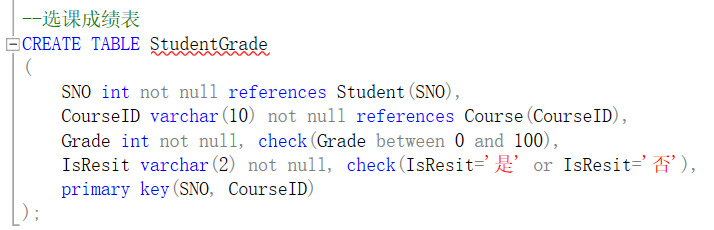 --选课成绩表
CREATE TABLE StudentGrade
(
SNO int not null references Student(SNO),
CourseID varchar(10) not null references Course(CourseID),
Grade int not null, check(Grade between 0 and 100),
IsResit varchar(2) not null, check(IsResit='是' or IsResit='否'),
primary key(SNO, CourseID)
);